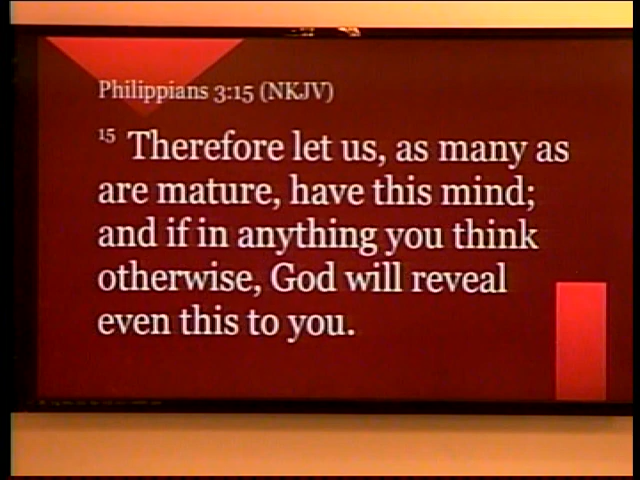 Philippians 3:15 (NKJV)
15 Therefore let us, as many as
are mature, have this mind;
and if in anything you think
otherwise, God will reveal
even this to you.